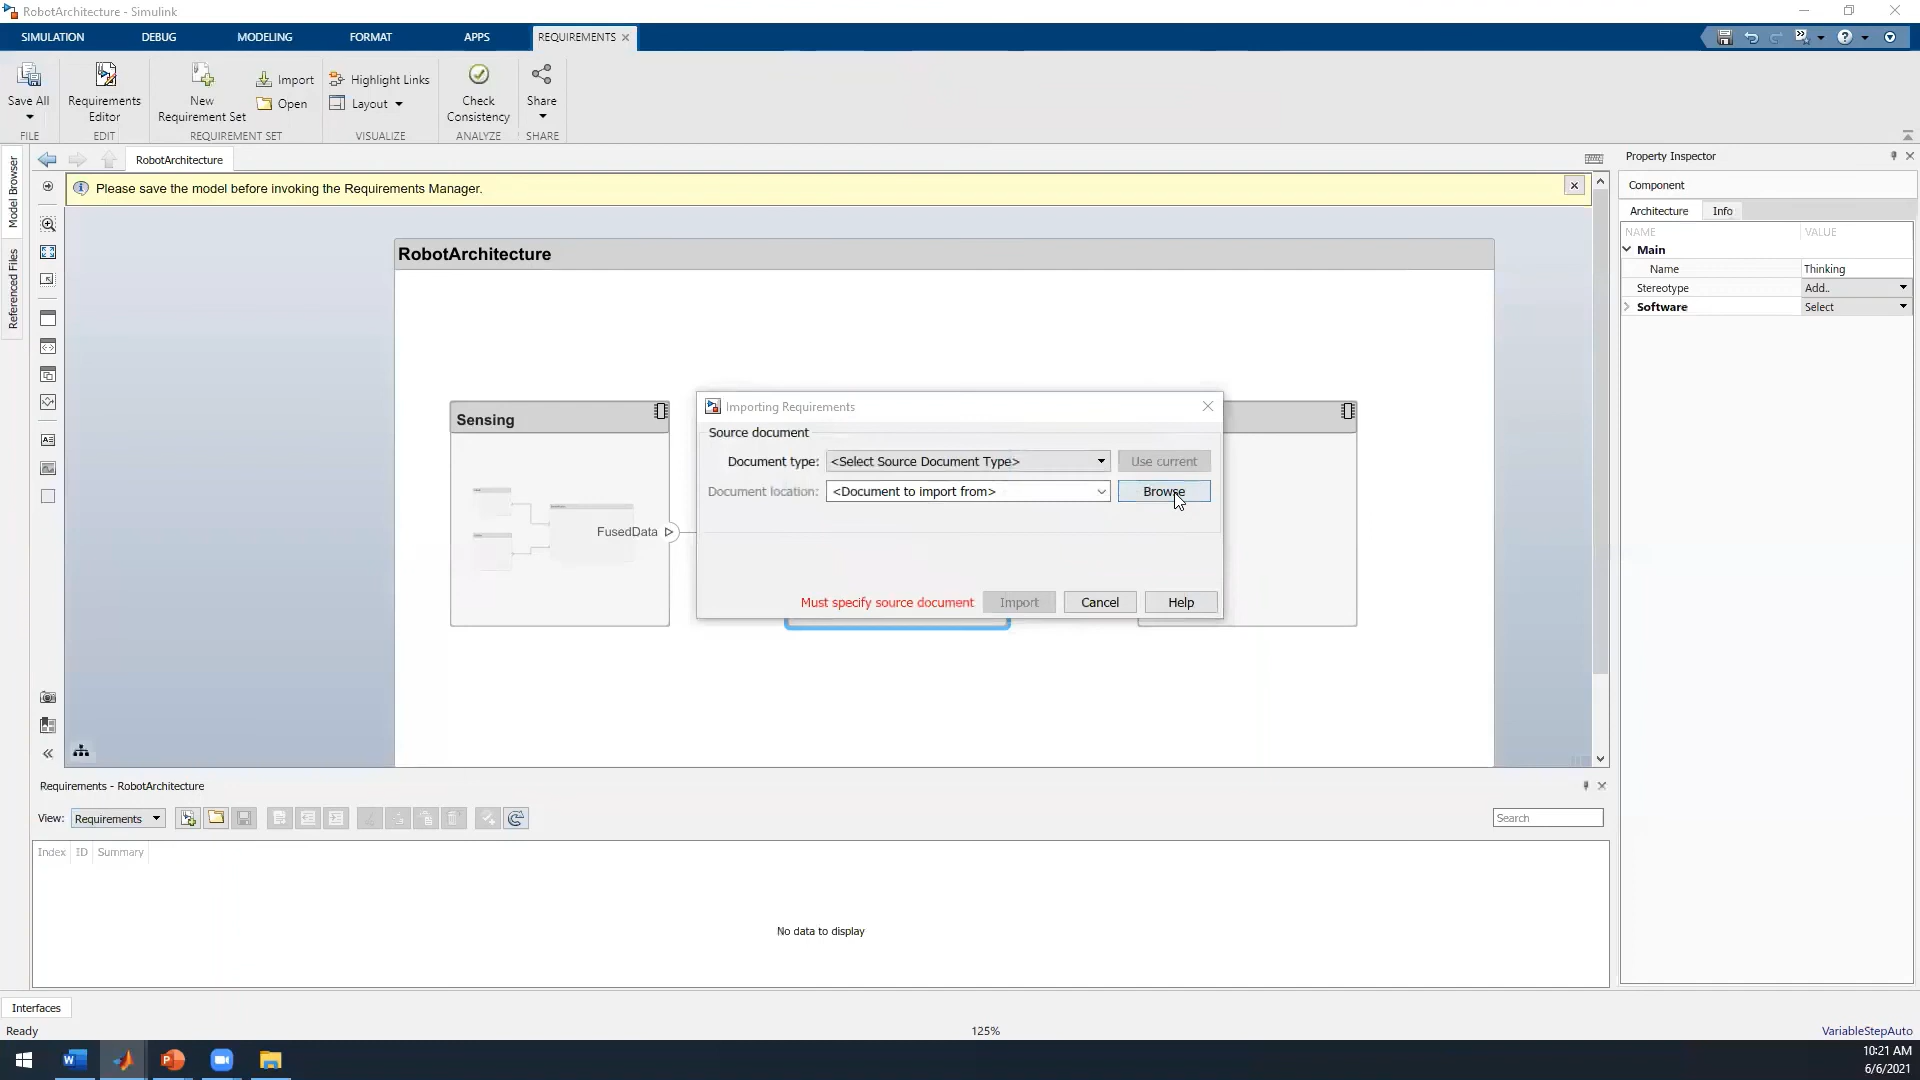 RobotArchitecture - Simulink
SIMULATION DEBUG MODELING FORMAT APPS REQUIREMENTS
Save All
FILE
Requirements
Editor
EDIT
New
Requirement Set
Import
Open
REQUIREMENT SET
Highlight Links
Layout
VISUALIZE
Check
Consistency
ANALYZE
Share
SHARE
Model Browser
Referenced Files
RobotArchitecture
Please save the model before invoking the Requirements Manager.
RobotArchitecture
Sensing
FusedData
Importing Requirements
Source document
Document type: <Select Source Document Type> Use current
Document location: <Document to import from> Browse
Must specify source document Import Cancel Help
Property Inspector
Component
Architecture Info
NAME VALUE
Main
Name Thinking
Stereotype Add..
Software Select
Requirements - RobotArchitecture
View: Requirements Search
Index ID Summary
No data to display
Interfaces
Ready 125% VariableStepAuto
10:21 AM
6/6/2021